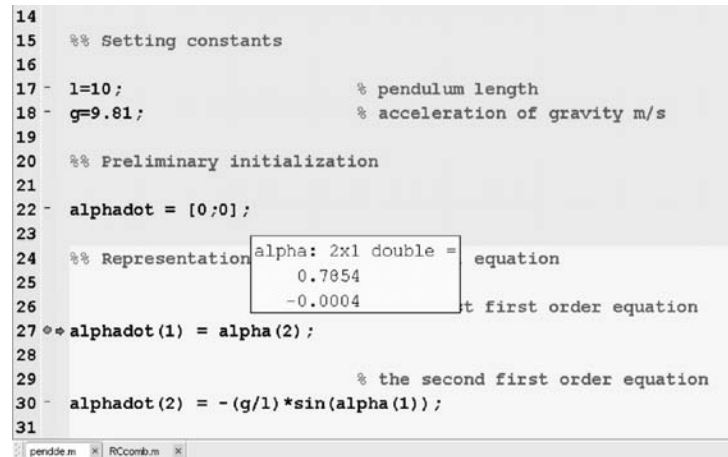 14
15 %% Setting constants
16
17 - l=10; % pendulum length
18 - g=9.81; % acceleration of gravity m/s
19
20 %% Preliminary initialization
21
22 - alphadot = [0;0];
23
24 %% Representation equation
alpha: 2x1 double =
25
0.7854
26 t first order equation
-0.0004
27 alphadot(1) = alpha(2);
28
29 % the second first order equation
30 - alphadot(2) = -(g/l)*sin(alpha(1));
31
pendde.m × RCcomb.m ×